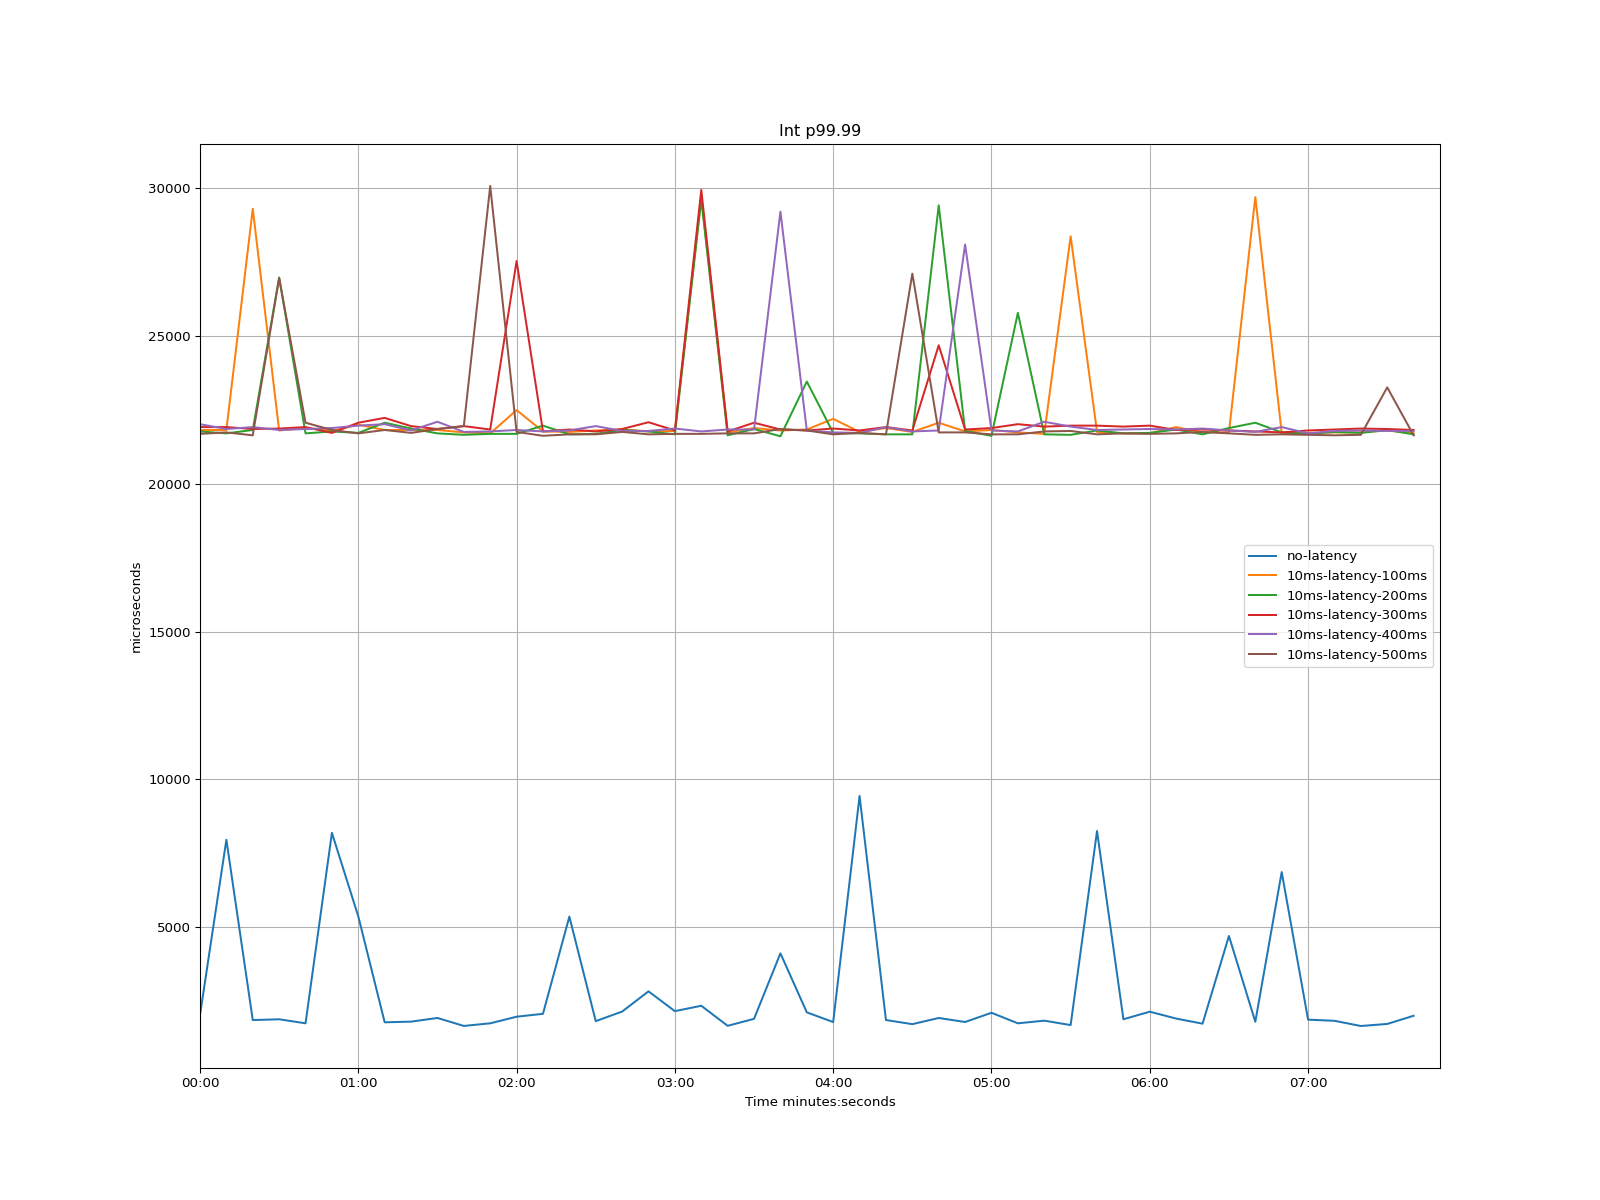 Int p99.99
30000
25000
20000
15000
10000
5000
microseconds
no-latency
10ms-latency-100ms
10ms-latency-200ms
10ms-latency-300ms
10ms-latency-400ms
10ms-latency-500ms
00:00 01:00 02:00 03:00 04:00 05:00 06:00 07:00
Time minutes:seconds